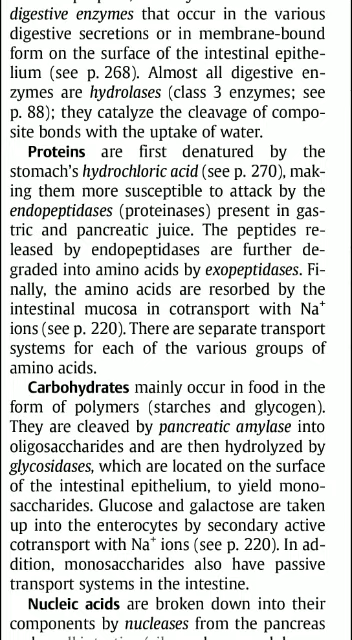 digestive enzymes that occur in the various
digestive secretions or in membrane-bound
form on the surface of the intestinal epithe-
lium (see p. 268). Almost all digestive en-
zymes are hydrolases (class 3 enzymes; see
p. 88); they catalyze the cleavage of compo-
site bonds with the uptake of water.
Proteins are first denatured by the
stomach's hydrochloric acid (see p. 270), mak-
ing them more susceptible to attack by the
endopeptidases (proteinases) present in gas-
tric and pancreatic juice. The peptides re-
leased by endopeptidases are further de-
graded into amino acids by exopeptidases. Fi-
nally, the amino acids are resorbed by the
intestinal mucosa in cotransport with Na⁺
ions (see p. 220). There are separate transport
systems for each of the various groups of
amino acids.
Carbohydrates mainly occur in food in the
form of polymers (starches and glycogen).
They are cleaved by pancreatic amylase into
oligosaccharides and are then hydrolyzed by
glycosidases, which are located on the surface
of the intestinal epithelium, to yield mono-
saccharides. Glucose and galactose are taken
up into the enterocytes by secondary active
cotransport with Na⁺ ions (see p. 220). In ad-
dition, monosaccharides also have passive
transport systems in the intestine.
Nucleic acids are broken down into their
components by nucleases from the pancreas